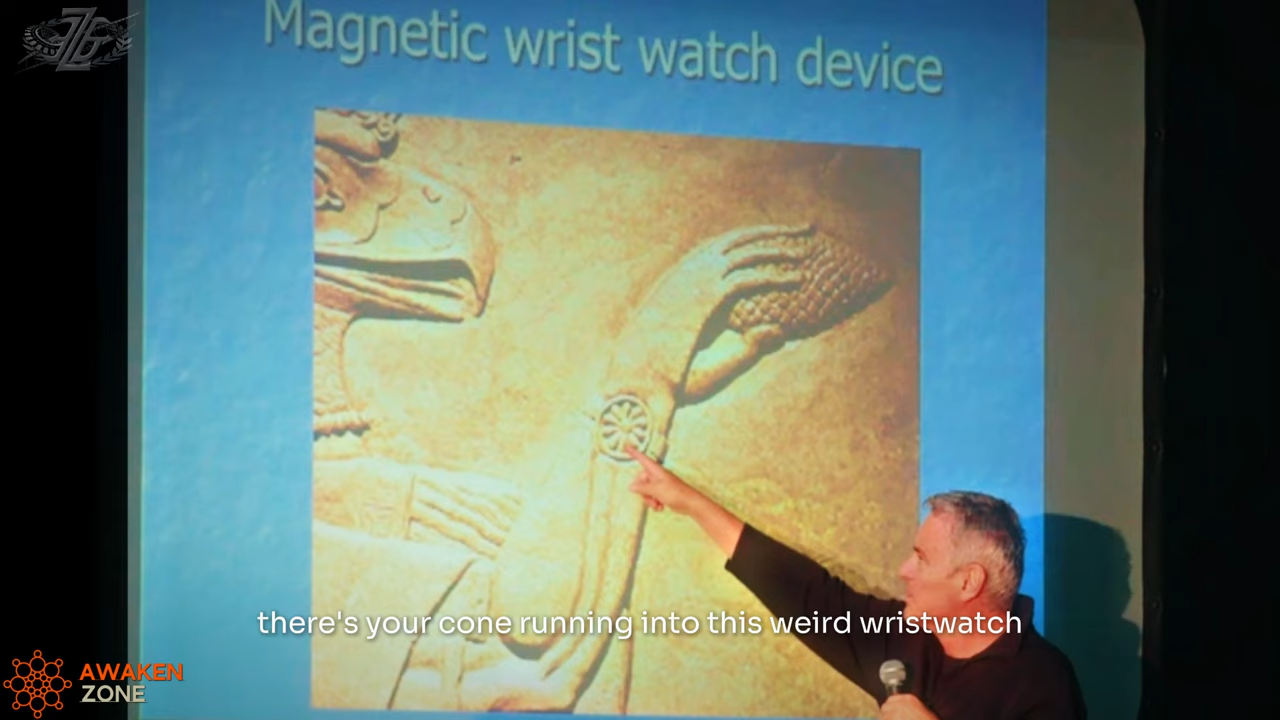 Magnetic wrist watch device
there's your cone running into this weird wristwatch
AWAKEN
ZONE